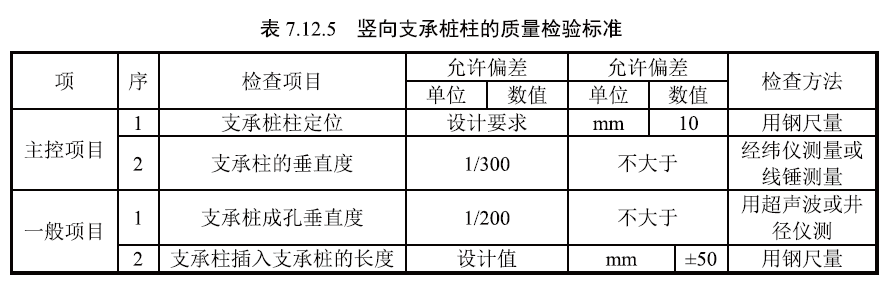 表 7.12.5 竖向支承桩柱的质量检验标准
项 序 检查项目 允许偏差 允许偏差 检查方法
单位 数值 单位 数值
主控项目 1 支承桩柱定位 设计要求 mm 10 用钢尺量
2 支承柱的垂直度 1/300 不大于 经纬仪测量或
线锤测量
一般项目 1 支承桩成孔垂直度 1/200 不大于 用超声波或井
径仪测
2 支承柱插入支承桩的长度 设计值 mm ±50 用钢尺量